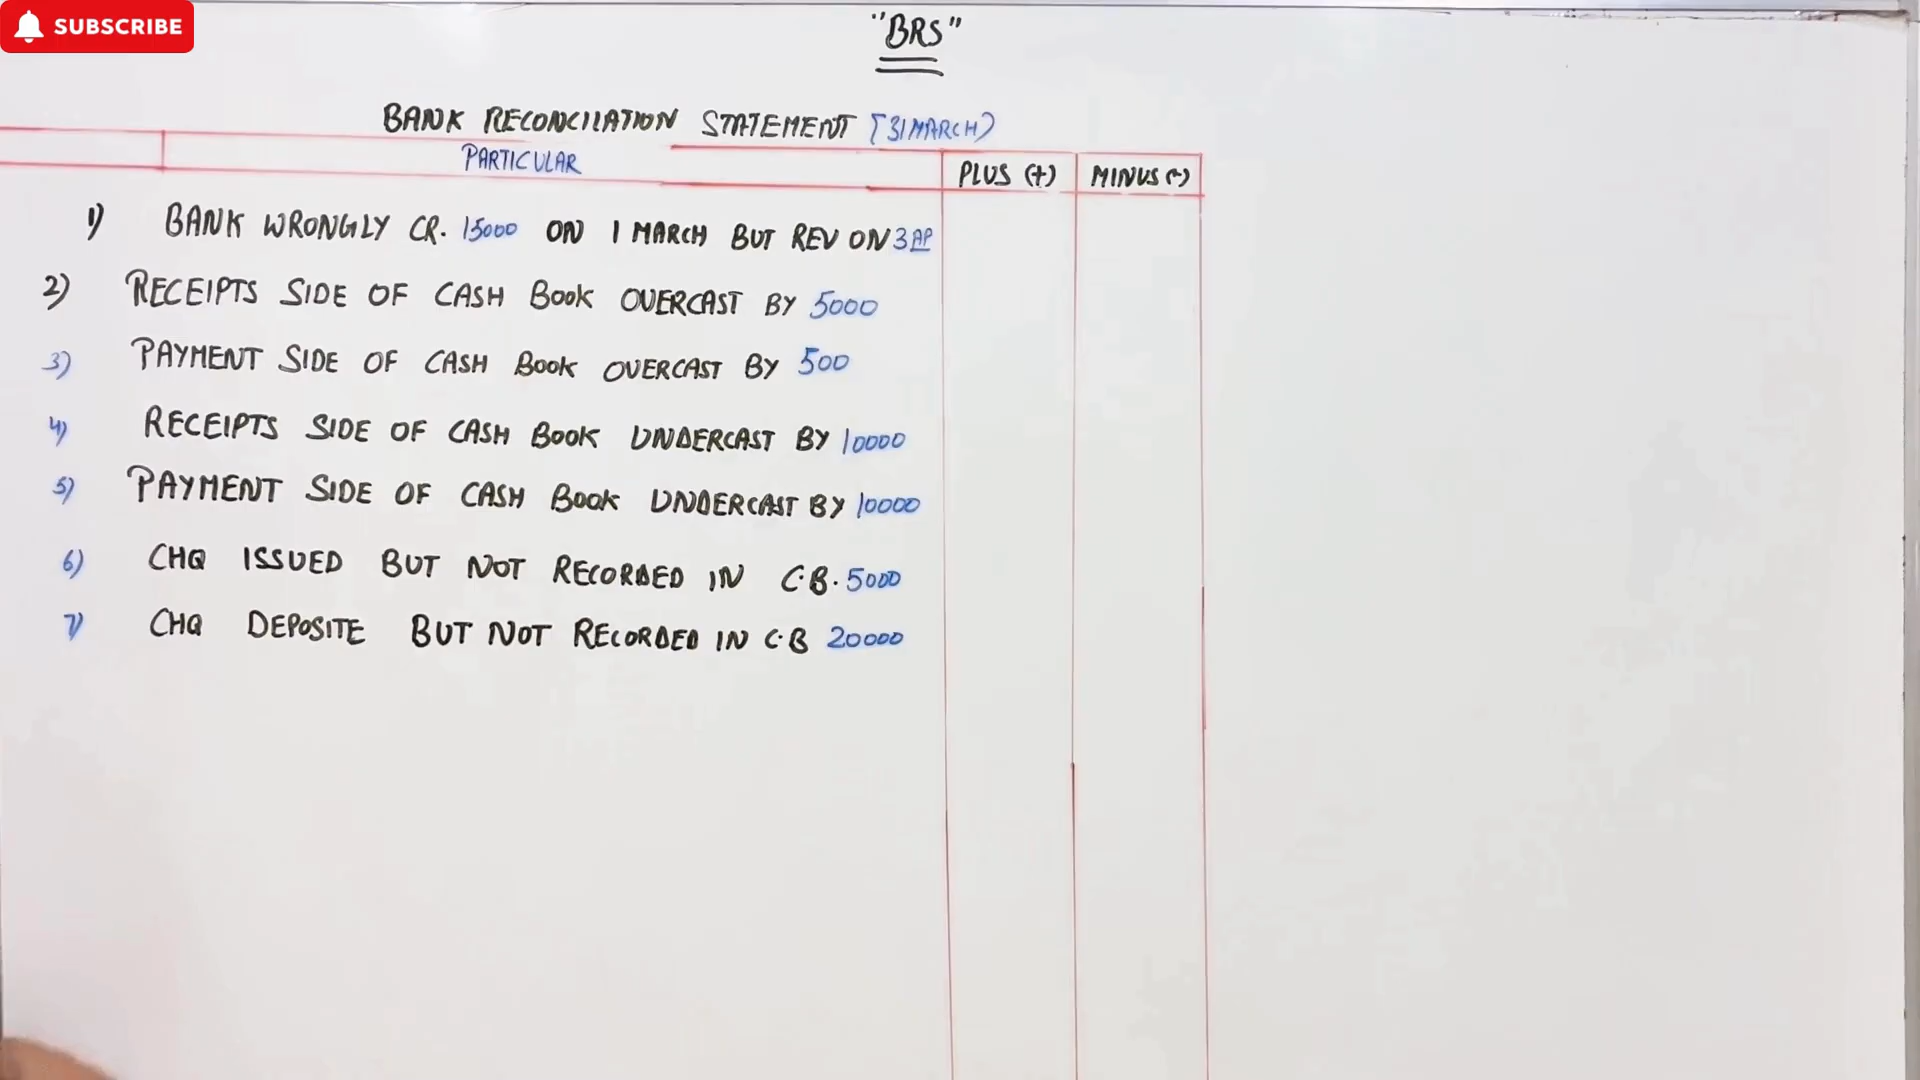 SUBSCRIBE
"BRS"
BANK RECONCILATION STATEMENT [31MARCH)
PARTICULAR PLUS (+) MINUS (-)
1) BANK WRONGLY CR. 15000 ON 1 MARCH BUT REV ON 3 AP
2) RECEIPTS SIDE OF CASH Book OVERCAST BY 5000
3) PAYMENT SIDE OF CASH Book OVERCAST BY 500
4) RECEIPTS SIDE OF CASH Book UNDERCAST BY 10000
5) PAYMENT SIDE OF CASH Book UNDERCAST BY 10000
6) CHQ ISSUED BUT NOT RECORDED IN C.B. 5000
7) CHQ DEPOSITE BUT NOT RECORDED IN C.B 20000